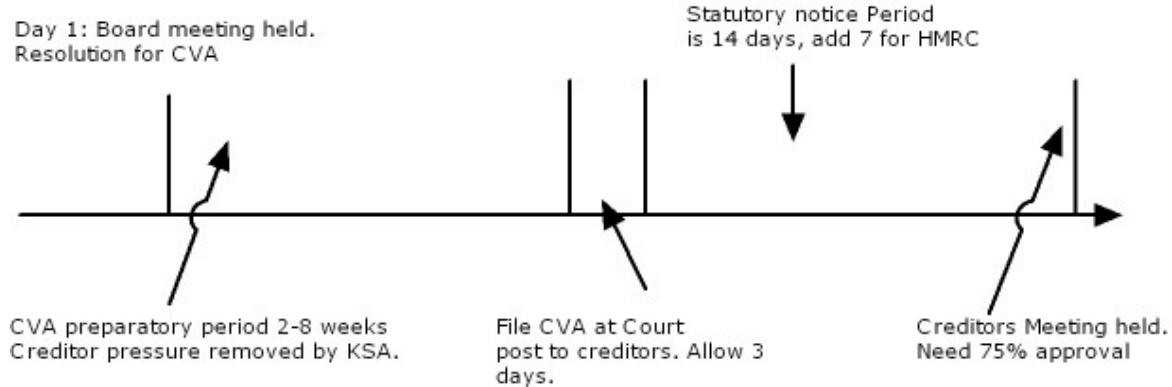 Day 1: Board meeting held.
Resolution for CVA
Statutory notice Period
is 14 days, add 7 for HMRC
CVA preparatory period 2-8 weeks
Creditor pressure removed by KSA.
File CVA at Court
post to creditors. Allow 3
days.
Creditors Meeting held.
Need 75% approval